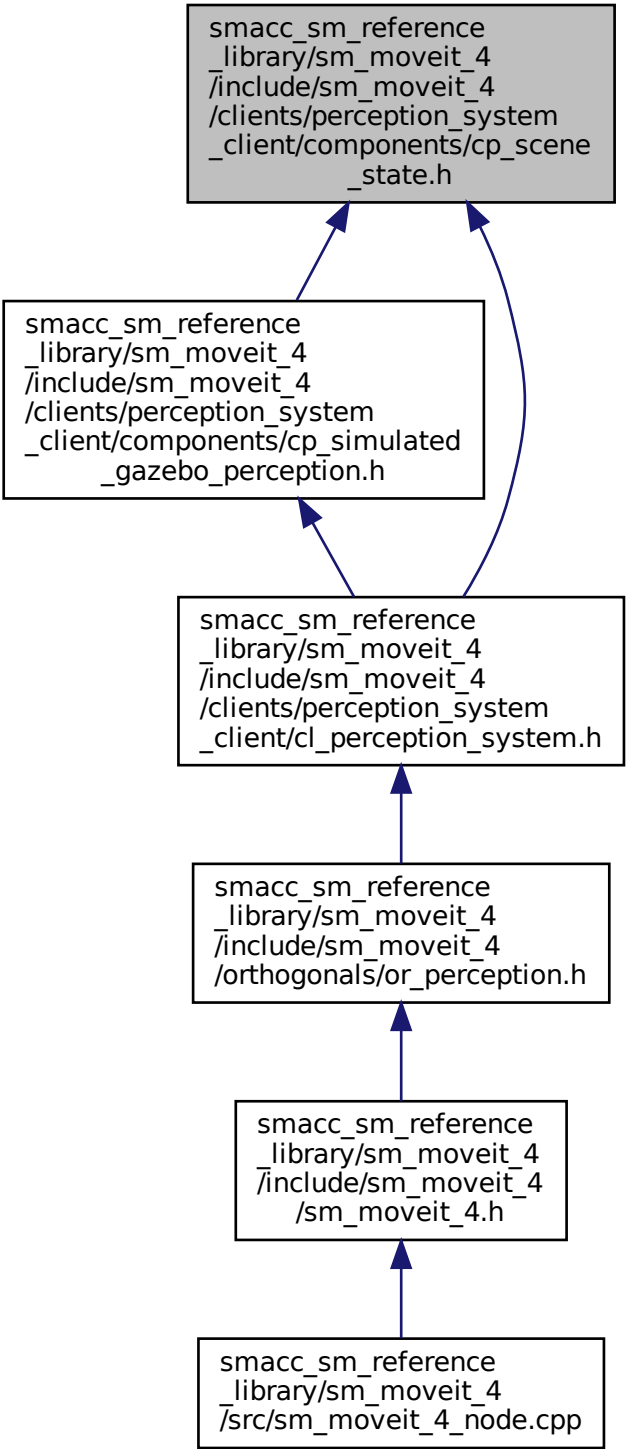 smacc_sm_reference
_library/sm_moveit_4
/include/sm_moveit_4
/clients/perception_system
_client/components/cp_scene
_state.h
smacc_sm_reference
_library/sm_moveit_4
/include/sm_moveit_4
/clients/perception_system
_client/components/cp_simulated
_gazebo_perception.h
smacc_sm_reference
_library/sm_moveit_4
/include/sm_moveit_4
/clients/perception_system
_client/cl_perception_system.h
smacc_sm_reference
_library/sm_moveit_4
/include/sm_moveit_4
/orthogonals/or_perception.h
smacc_sm_reference
_library/sm_moveit_4
/include/sm_moveit_4
/sm_moveit_4.h
smacc_sm_reference
_library/sm_moveit_4
/src/sm_moveit_4_node.cpp